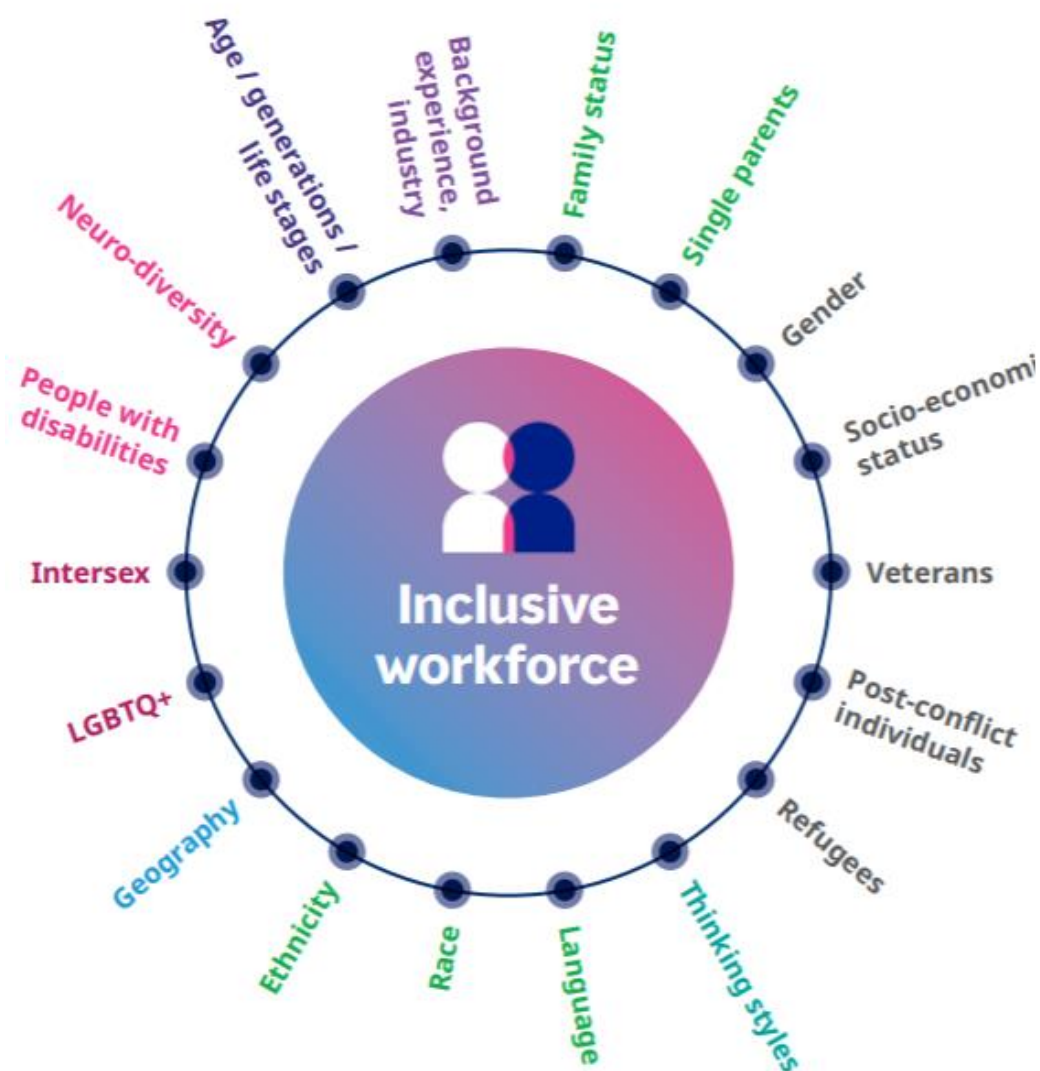 Inclusive
workforce
Background
experience,
industry
Family status
Single parents
Gender
Socio-economi
status
Veterans
Post-conflict
individuals
Refugees
Thinking styles
Language
Race
Ethnicity
Geography
LGBTQ+
Intersex
People with
disabilities
Neuro-diversity
Age / generations /
life stages